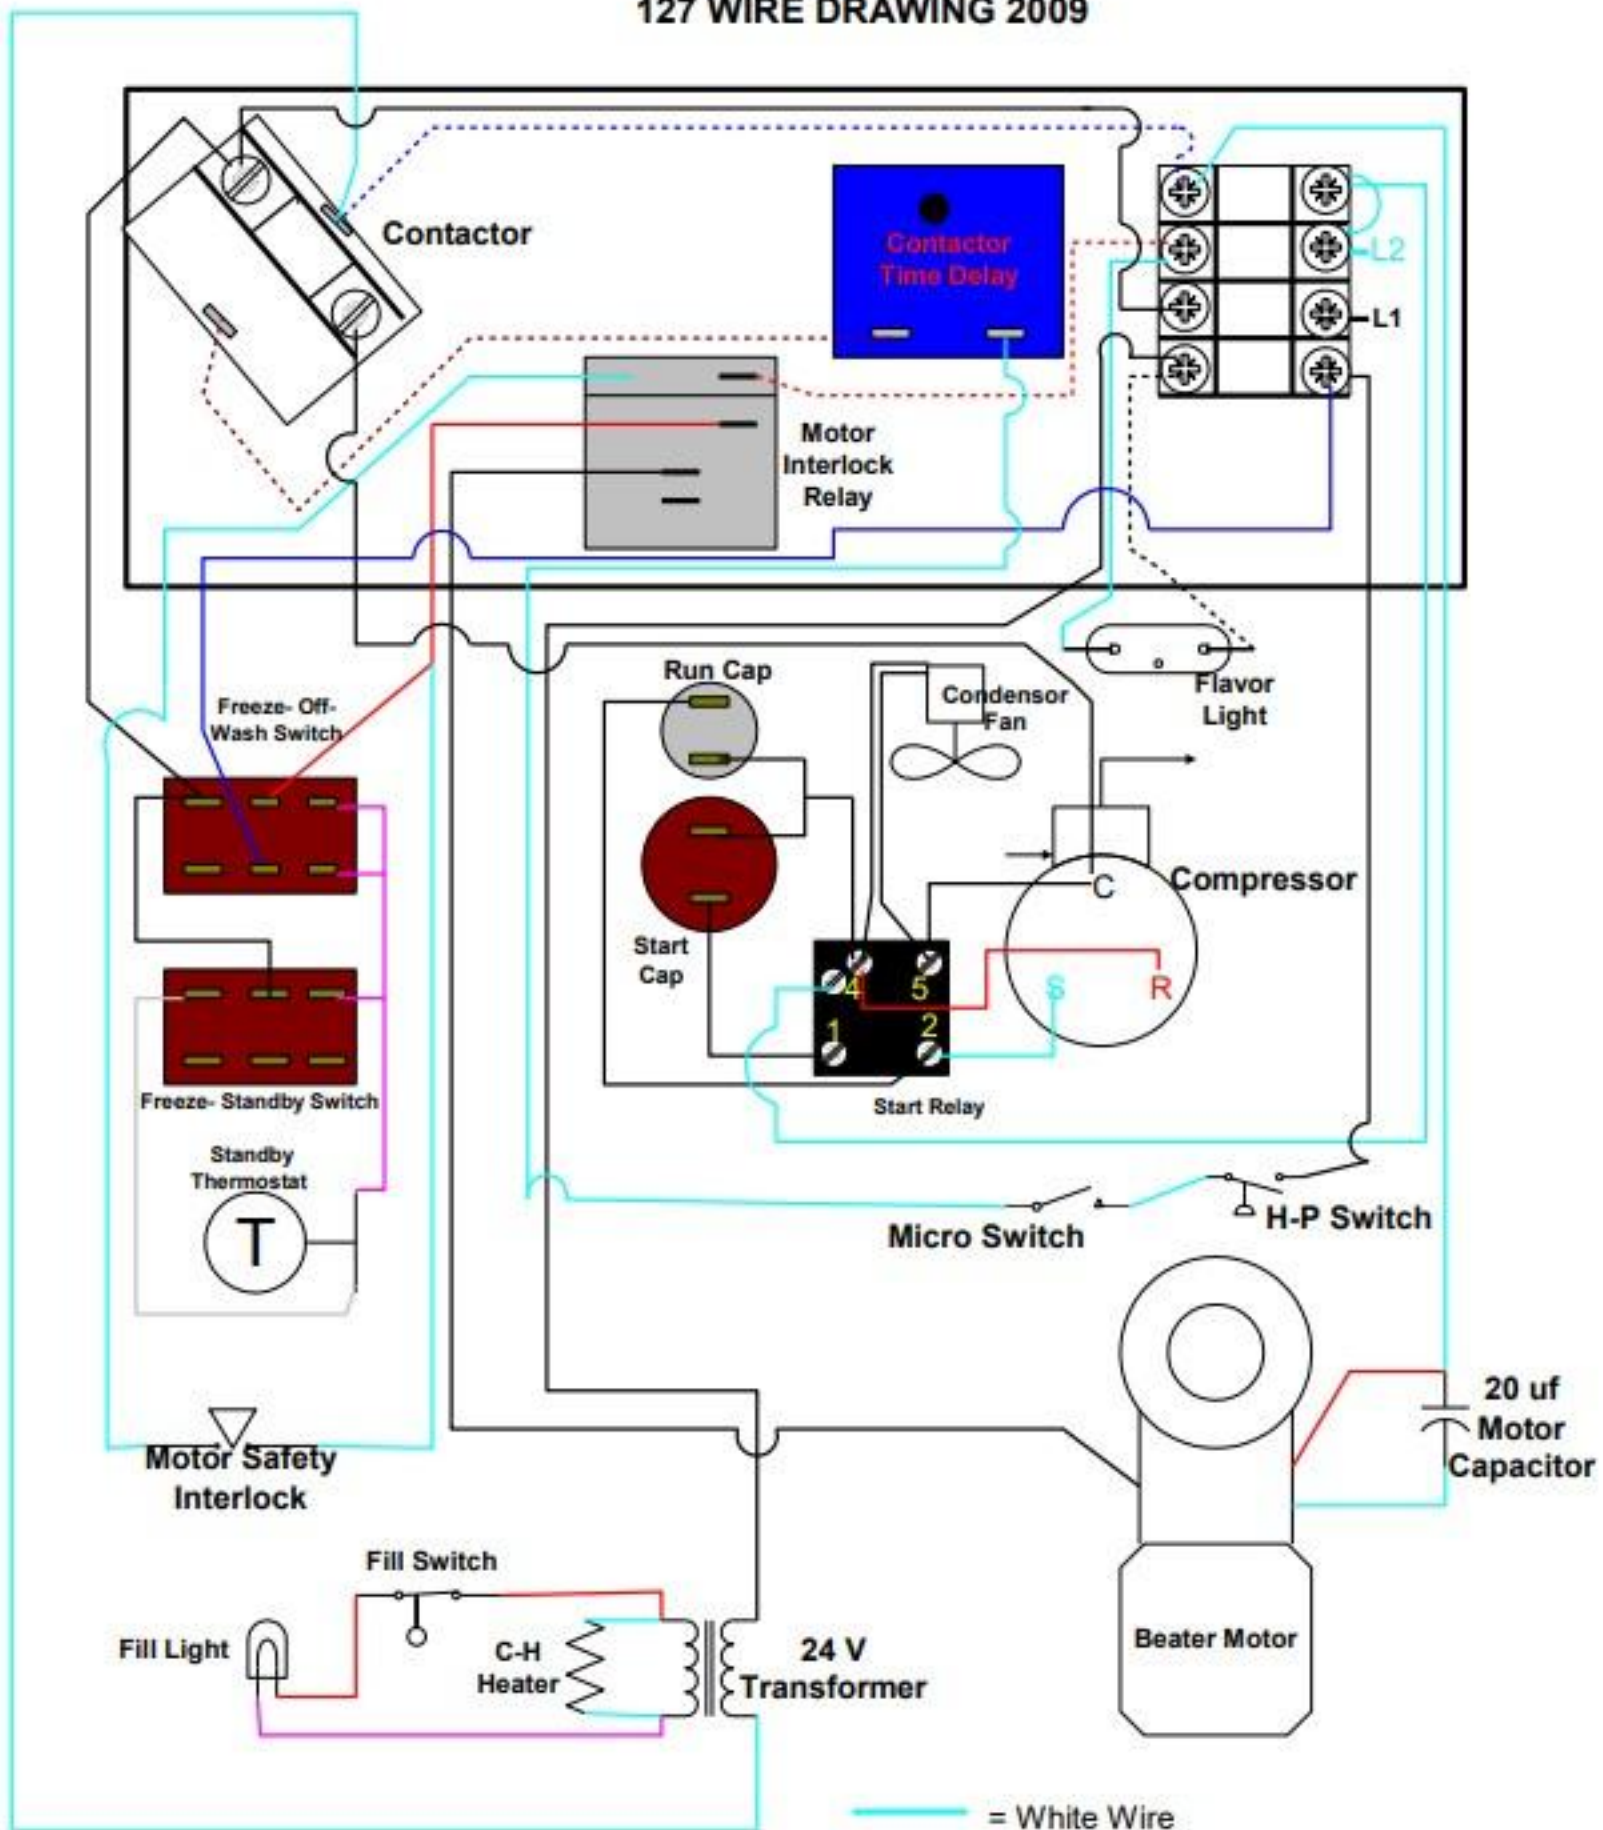 127 WIRE DRAWING 2009
Contactor
Contactor
Time Delay
L2
L1
Motor
Interlock
Relay
Run Cap
Condensor
Fan
Flavor
Light
Freeze- Off-
Wash Switch
C
Compressor
Start
Cap
4
5
S
R
1
2
Freeze- Standby Switch
Start Relay
Standby
Thermostat
T
Micro Switch
H-P Switch
20 uf
Motor
Capacitor
Motor Safety
Interlock
Fill Switch
Fill Light
C-H
Heater
24 V
Transformer
Beater Motor
= White Wire